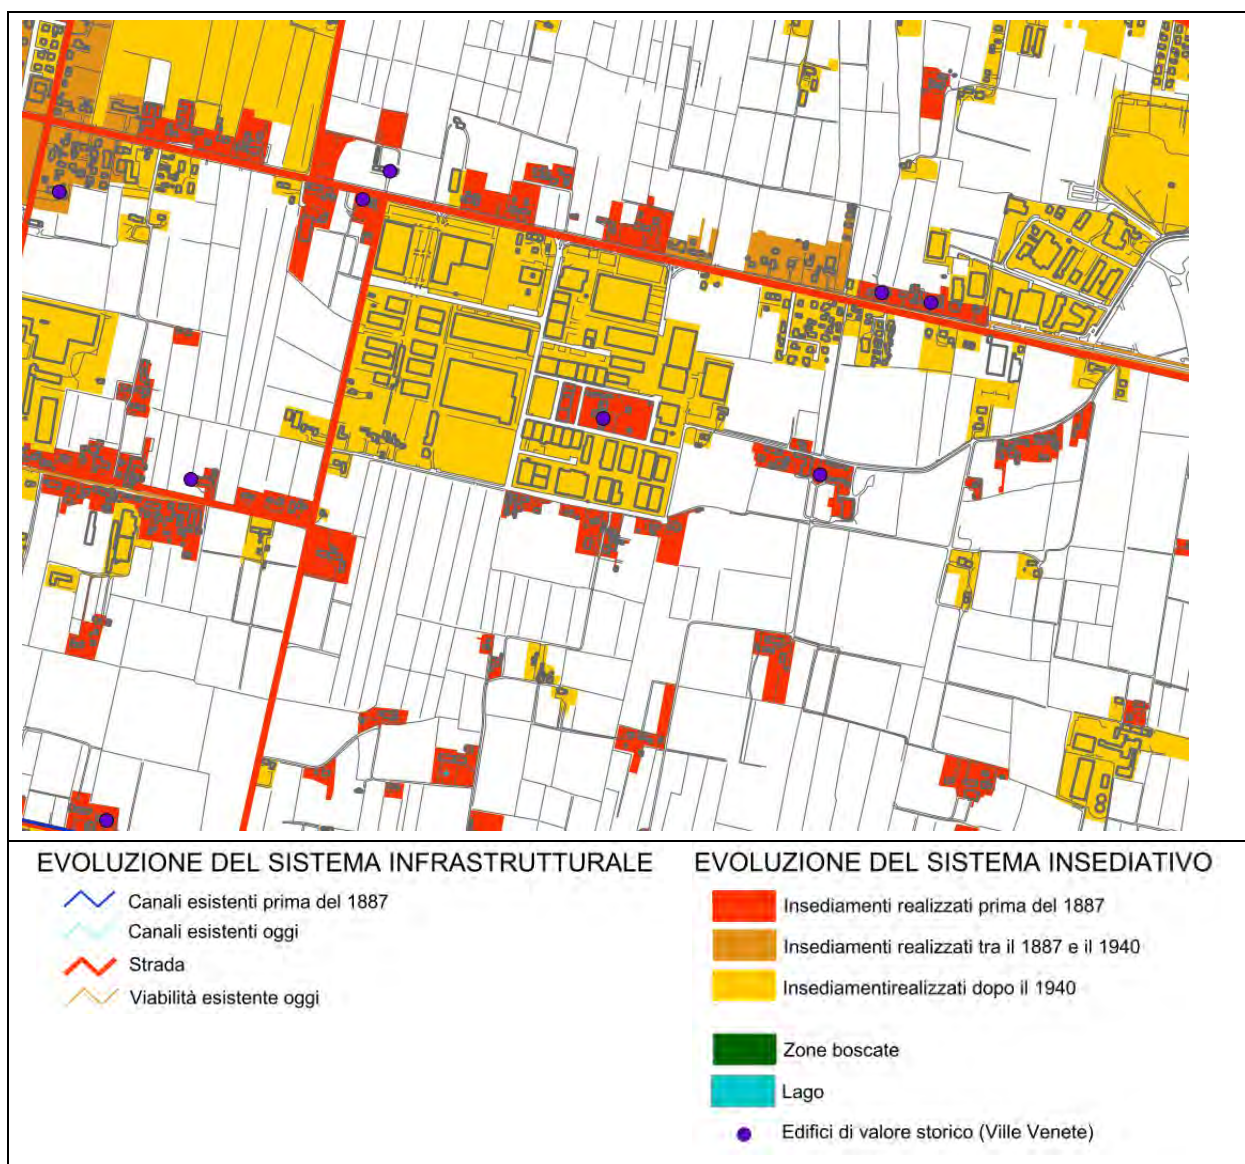 EVOLUZIONE DEL SISTEMA INFRASTRUTTURALE
Canali esistenti prima del 1887
Canali esistenti oggi
Strada
Viabilità esistente oggi
EVOLUZIONE DEL SISTEMA INSEDIATIVO
Insediamenti realizzati prima del 1887
Insediamenti realizzati tra il 1887 e il 1940
Insediamentirealizzati dopo il 1940
Zone boscate
Lago
Edifici di valore storico (Ville Venete)